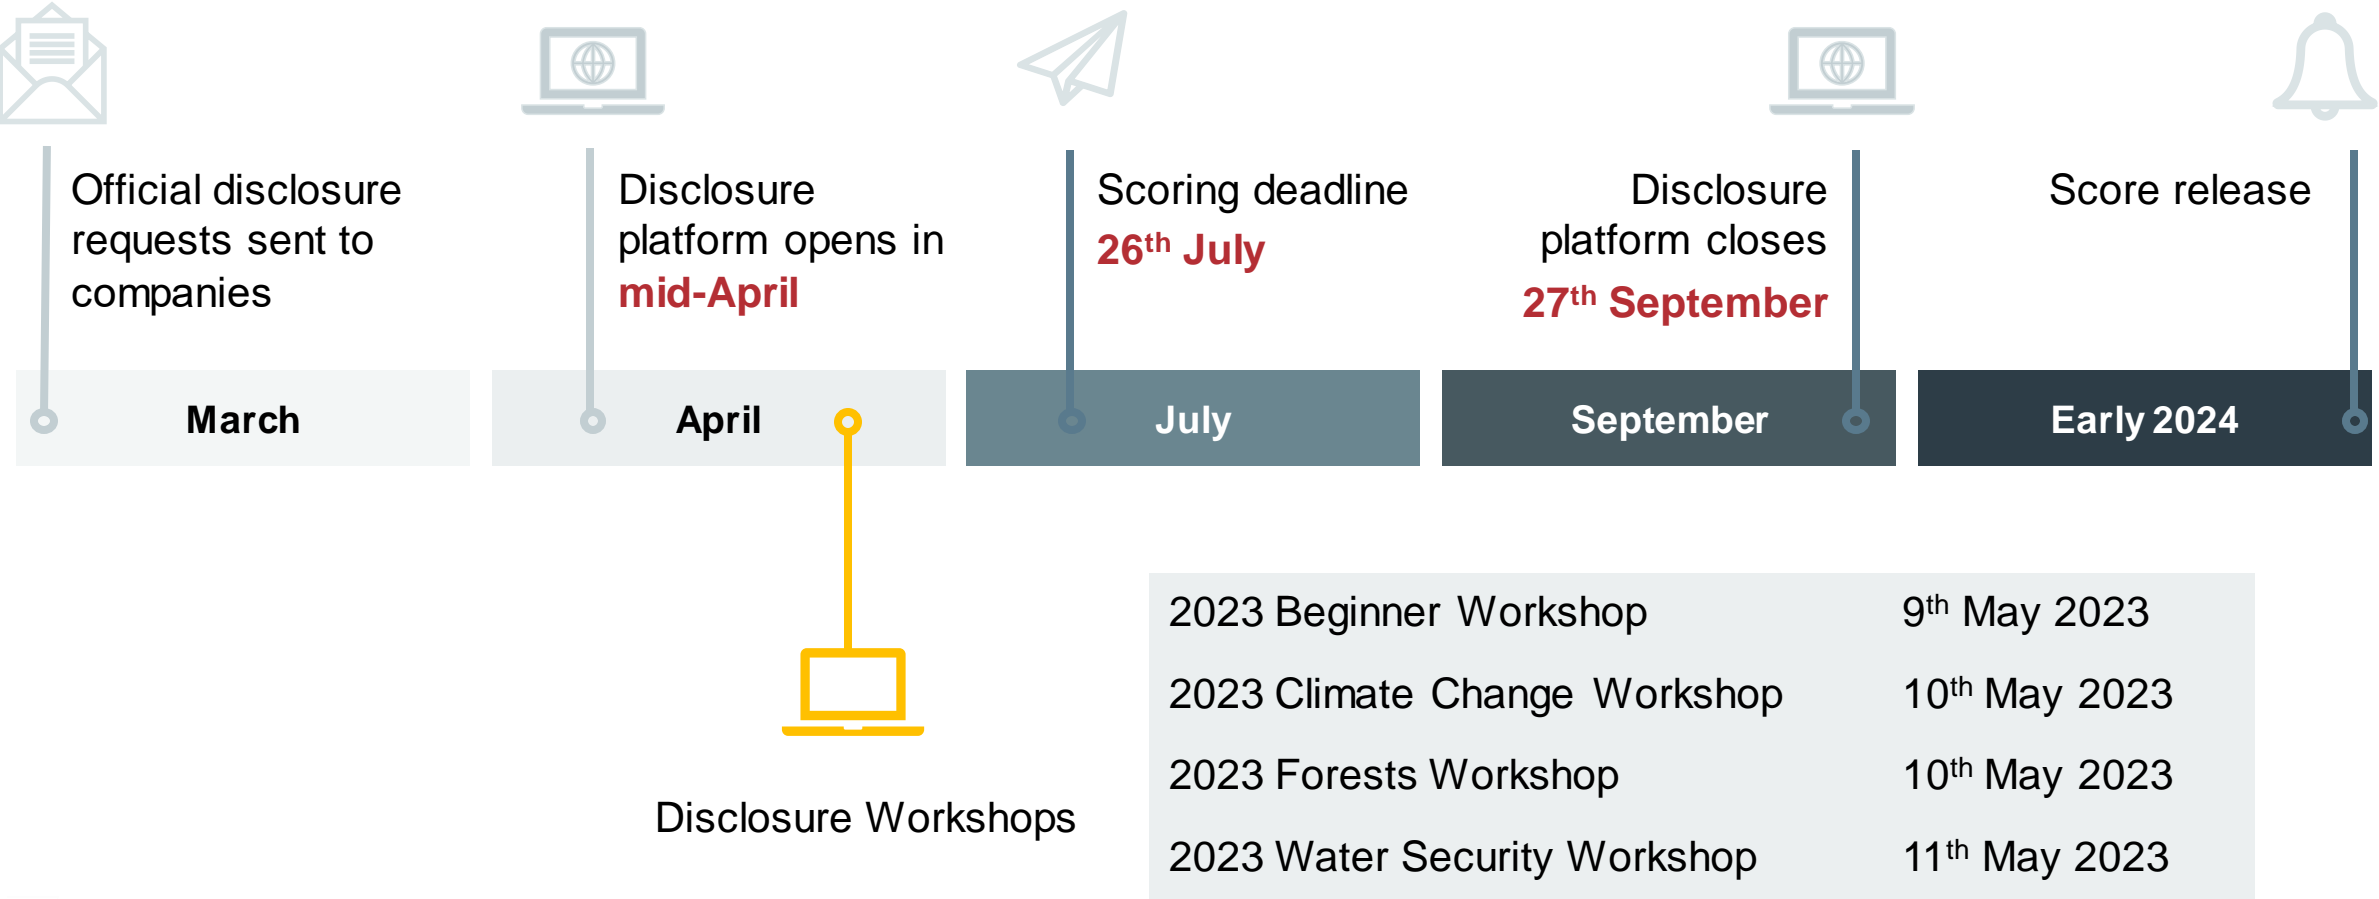 Official disclosure
requests sent to
companies
Disclosure
platform opens in
mid-April
Scoring deadline
26th July
Disclosure
platform closes
27th September
Score release
March
April
July
September
Early 2024
Disclosure Workshops
2023 Beginner Workshop 9th May 2023
2023 Climate Change Workshop 10th May 2023
2023 Forests Workshop 10th May 2023
2023 Water Security Workshop 11th May 2023